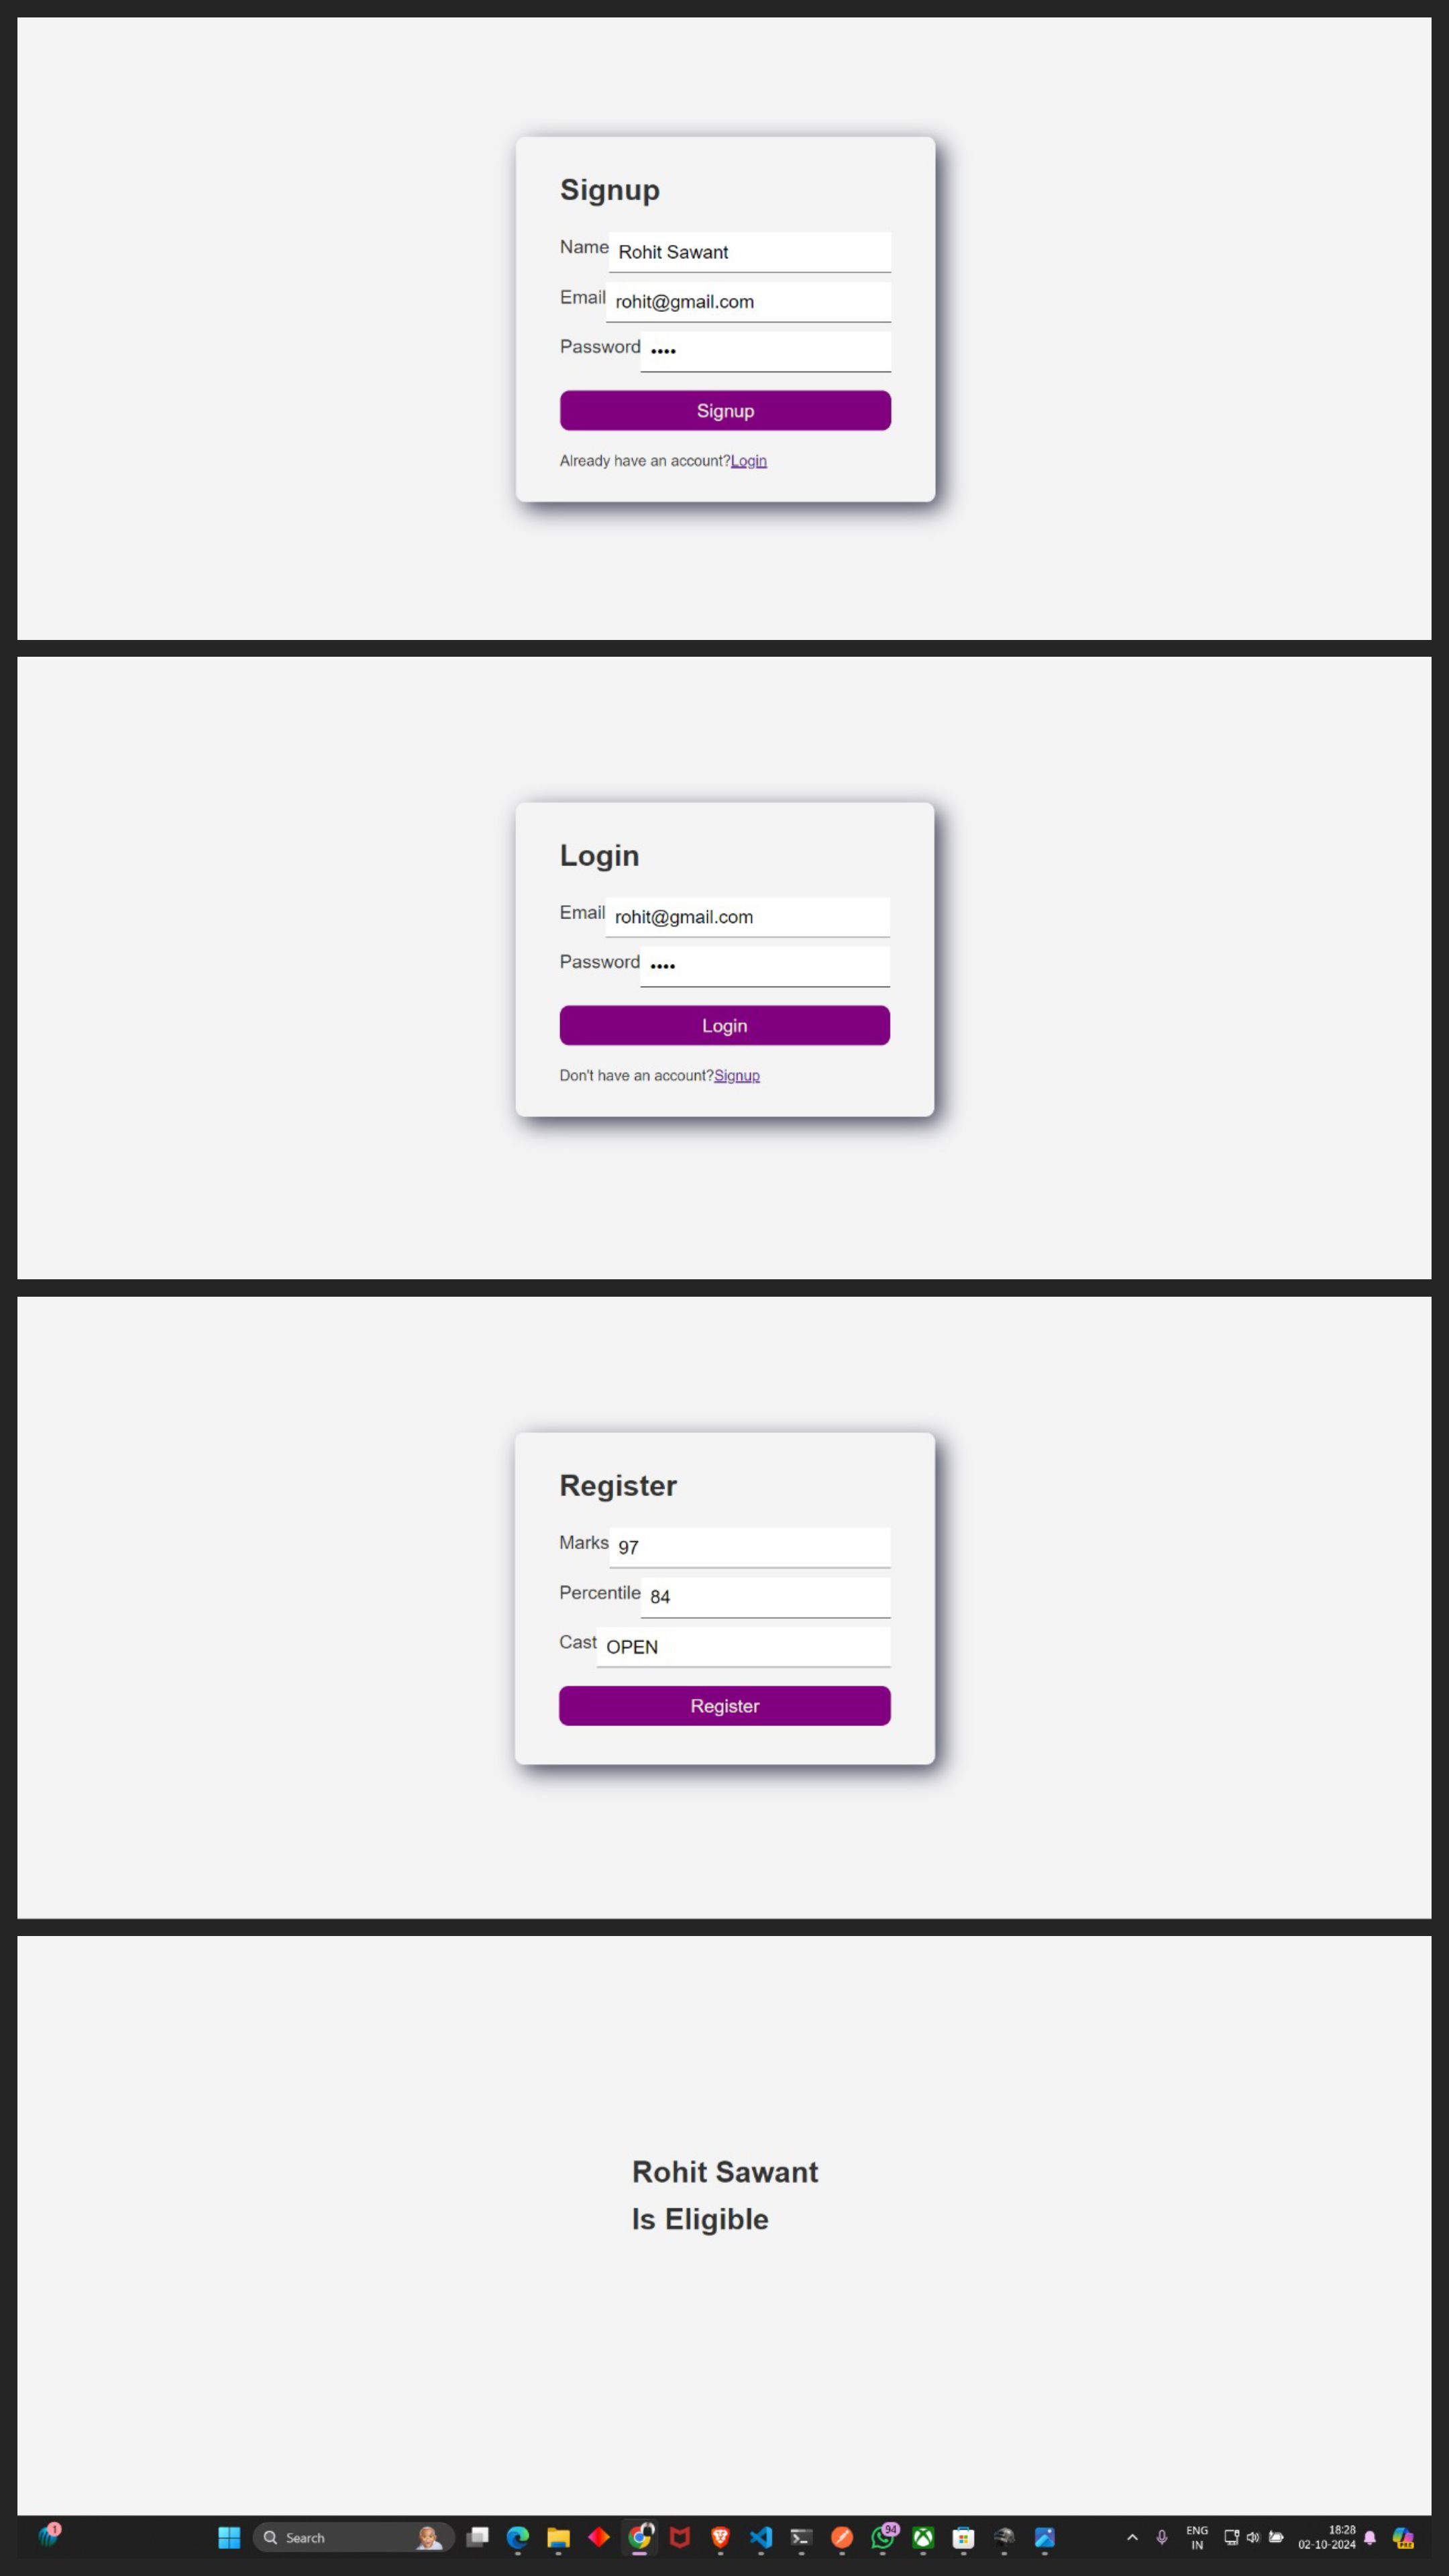 Signup
Name Rohit Sawant
Email rohit@gmail.com
Password ••••
Signup
Already have an account?Login
Login
Email rohit@gmail.com
Password ••••
Login
Don't have an account?Signup
Register
Marks 97
Percentile 84
Cast OPEN
Register
Rohit Sawant
Is Eligible
1
Search
94
ENG
IN
18:28
02-10-2024
PRE